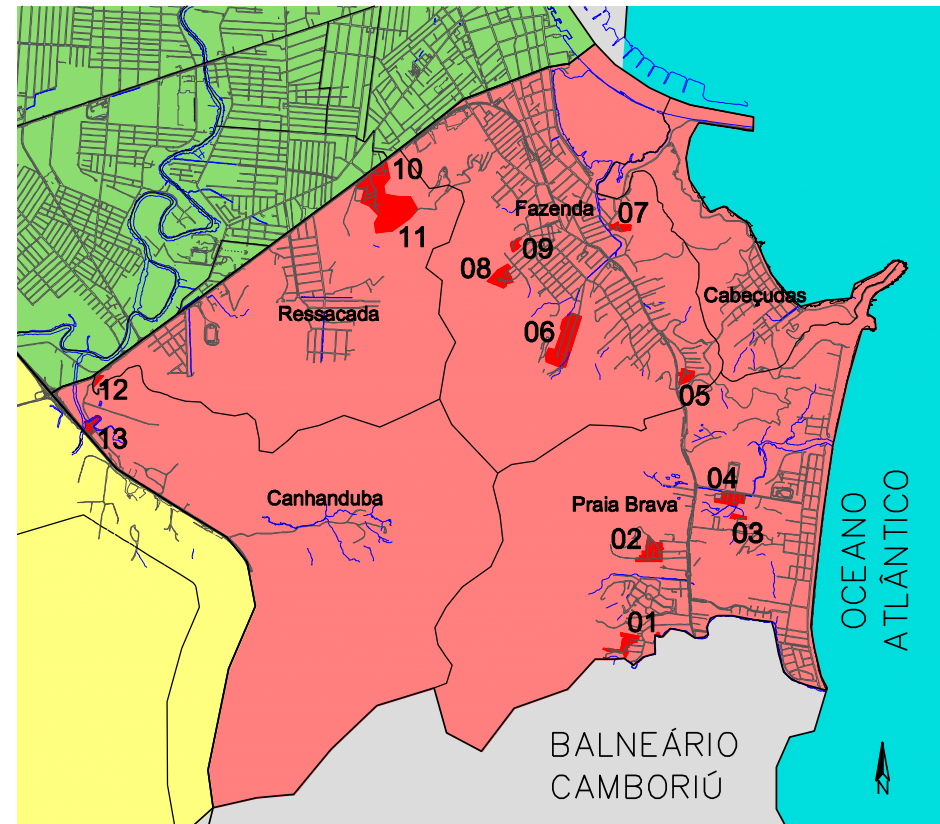 10
07
Fazenda
11
09
08
Cabeçudas
Ressacada
06
12
05
13
04
Canhanduba
Praia Brava
03
02
01
OCEANO
ATLÂNTICO
BALNEÁRIO
CAMBORIÚ
N